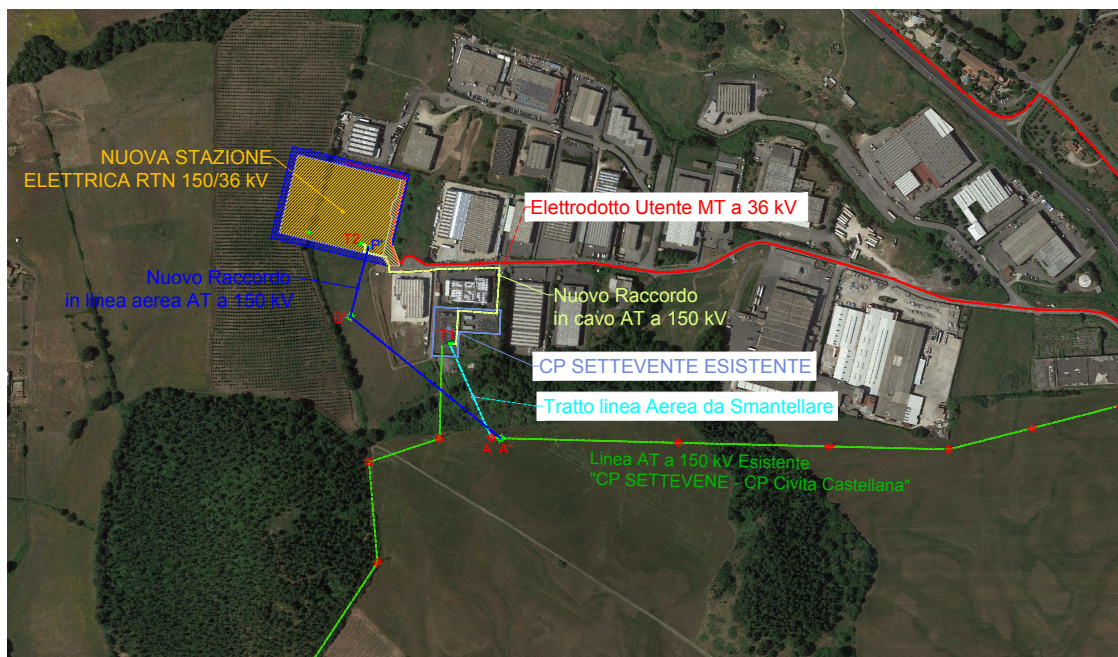 NUOVA STAZIONE
ELETTRICA RTN 150/36 kV
Elettrodotto Utente MT a 36 kV
T2
P
Nuovo Raccordo
in linea aerea AT a 150 kV
Nuovo Raccordo
in cavo AT a 150 kV
CP SETTEVENTE ESISTENTE
Tratto linea Aerea da Smantellare
A
A'
Linea AT a 150 kV Esistente
"CP SETTEVENE - CP Civita Castellana"